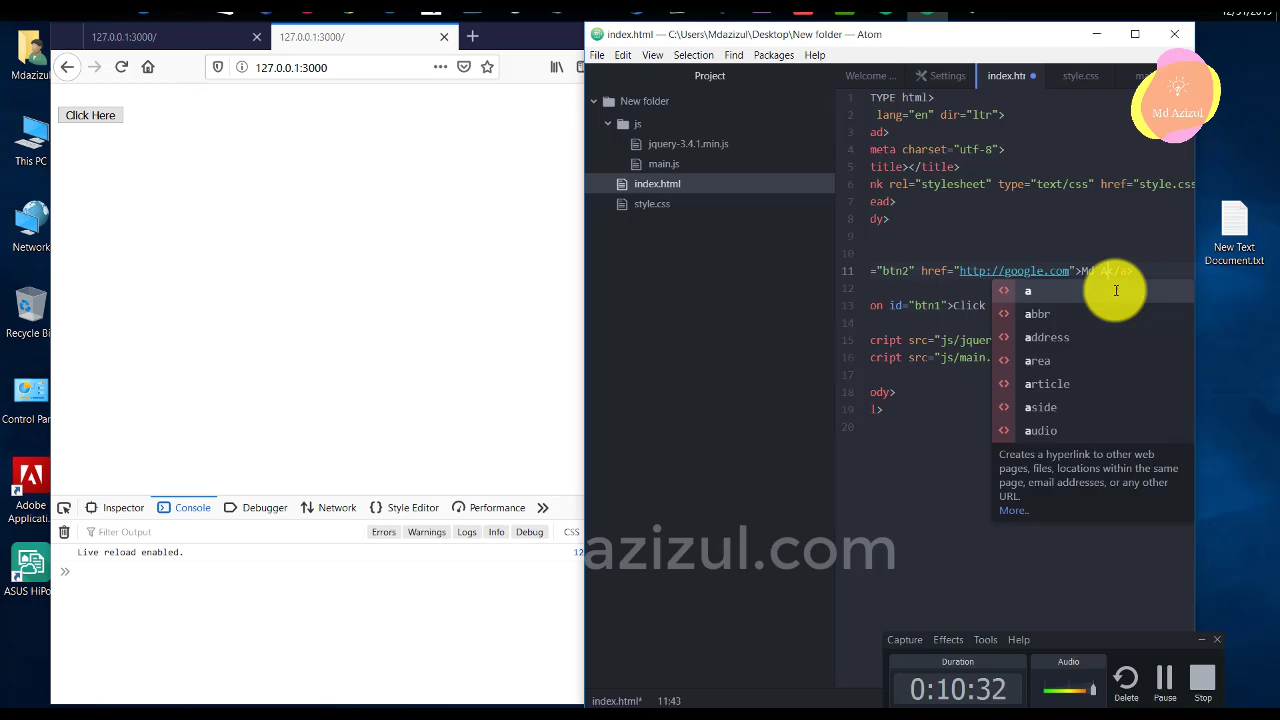 127.0.0.1:3000/
127.0.0.1:3000/
127.0.0.1:3000
Click Here
Inspector
Console
Debugger
Network
Style Editor
Performance
Filter Output
Errors
Warnings
Logs
Info
Debug
CSS
Live reload enabled.
12
Mdazizul
This PC
Network
Recycle Bi
Control Pan
Adobe
Applicati..
ASUS HiPo
index.html — C:\Users\Mdazizul\Desktop\New folder — Atom
File Edit View Selection Find Packages Help
Project
New folder
js
jquery-3.4.1.min.js
main.js
index.html
style.css
Welcome ...
Settings
index.htm
style.css
1 TYPE html>
2 lang="en" dir="ltr">
3 ad>
4 meta charset="utf-8">
5 title></title>
6 nk rel="stylesheet" type="text/css" href="style.css
7 ead>
8 dy>
9
10
11 ="btn2" href="http://google.com">Md A</a>
12
13 on id="btn1">Click
14
15 cript src="js/jquer
16 cript src="js/main.
17
18 ody>
19 l>
20
a
abbr
address
area
article
aside
audio
Creates a hyperlink to other web
pages, files, locations within the same
page, email addresses, or any other
URL.
More..
index.html* 11:43
Md Azizul
New Text
Document.txt
azizul.com
Capture Effects Tools Help
Duration
0:10:32
Audio
Delete
Pause
Stop